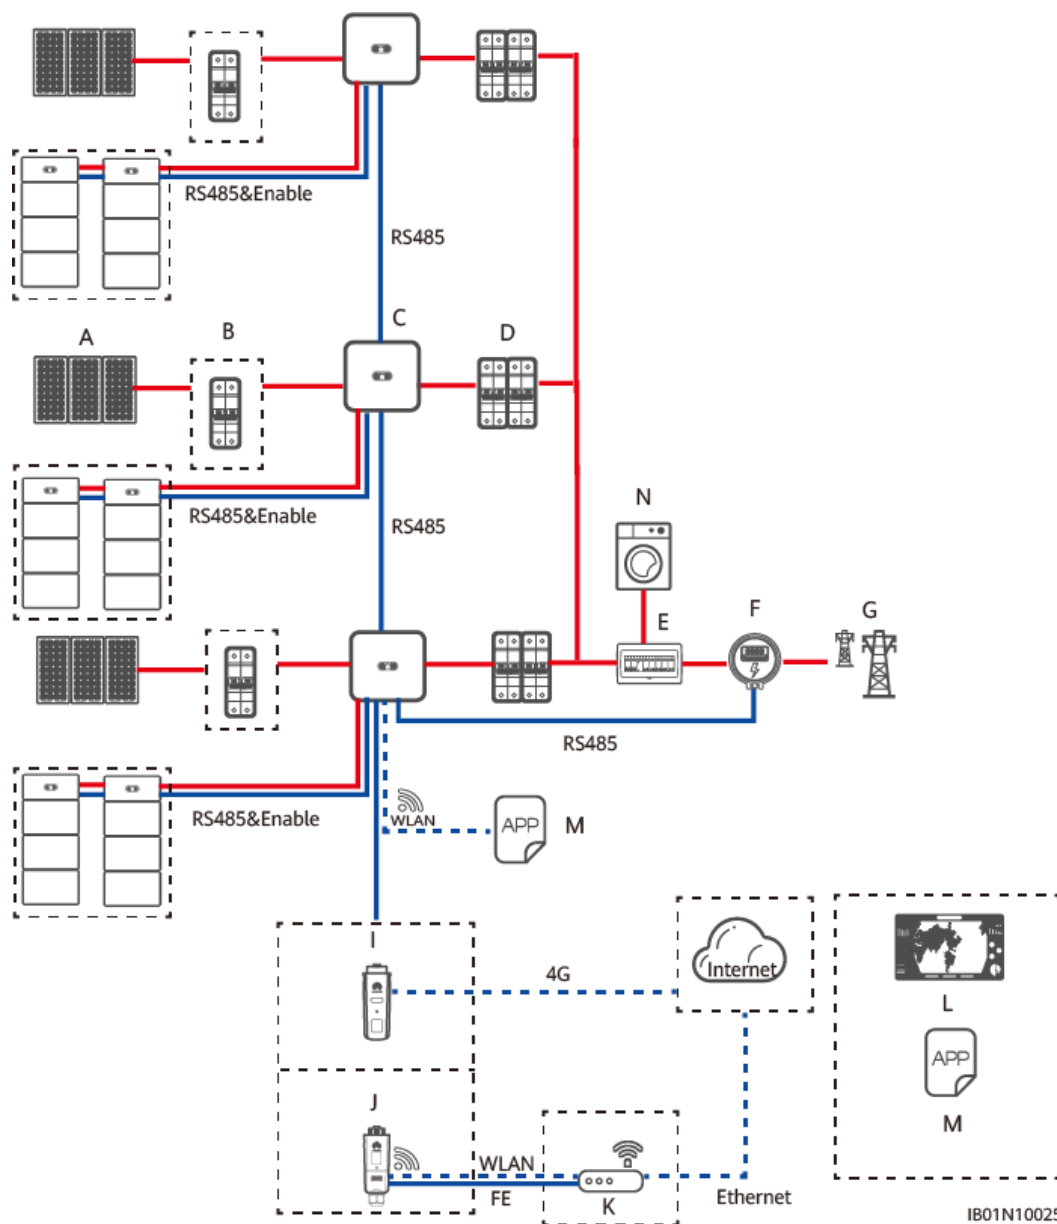 RS485&Enable
RS485
A
B
C
D
RS485&Enable
RS485
N
E
F
G
RS485
RS485&Enable
WLAN
APP
M
I
4G
Internet
L
APP
M
J
WLAN
FE
K
Ethernet
IB01N10025